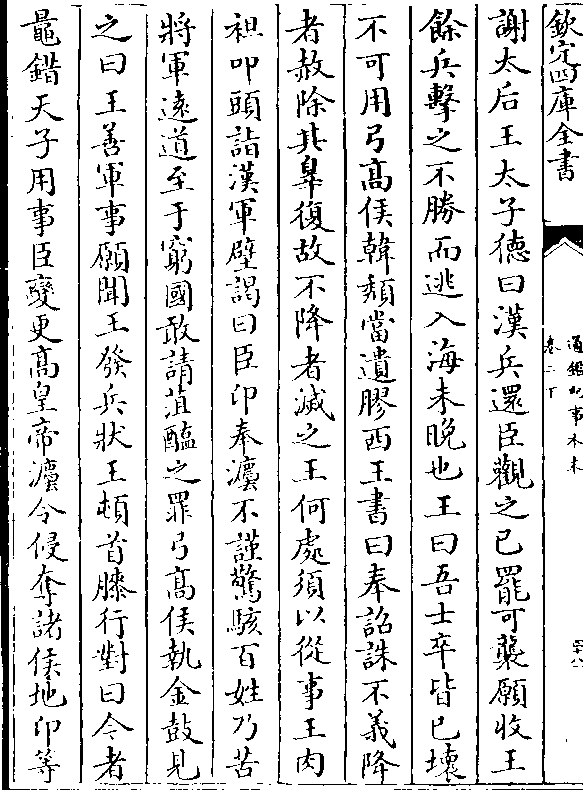 欽定四庫全書
通鑑紀事本末
卷二下
謝太后王太子德曰漢兵還臣觀之已罷可襲願收王
餘兵擊之不勝而逃入海未晚也王曰吾士卒皆已壞
不可用弓高侯韓頽當遺膠西王書曰奉詔誅不義降
者赦除其辠復故不降者滅之王何處須以從事王肉
袒叩頭詣漢軍壁謁曰臣卬奉灋不謹驚駭百姓乃苦
將軍遠道至于窮國敢請葅醢之罪弓高侯執金鼓見
之曰王善軍事願聞王發兵狀王頓首膝行對曰今者
鼂錯天子用事臣變更高皇帝灋令侵奪諸侯地卬等